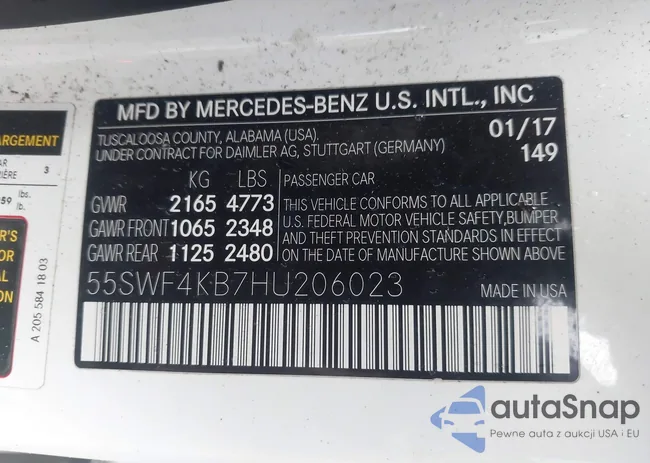 MFD BY MERCEDES-BENZ U.S. INTL., INC
TUSCALOOSA COUNTY, ALABAMA (USA).
UNDER CONTRACT FOR DAIMLER AG, STUTTGART (GERMANY)
01/17
149
KG LBS
GVWR 2165 4773
GAWR FRONT 1065 2348
GAWR REAR 1125 2480
PASSENGER CAR
THIS VEHICLE CONFORMS TO ALL APPLICABLE
U.S. FEDERAL MOTOR VEHICLE SAFETY,BUMPER
AND THEFT PREVENTION STANDARDS IN EFFECT
ON THE DATE OF MANUFACTURE SHOWN ABOVE
55SWF4KB7HU206023
MADE IN USA
ARGEMENT
3
lbs.
A 205 584 18 03
autoSnap
Pewne auta z aukcji USA i EU